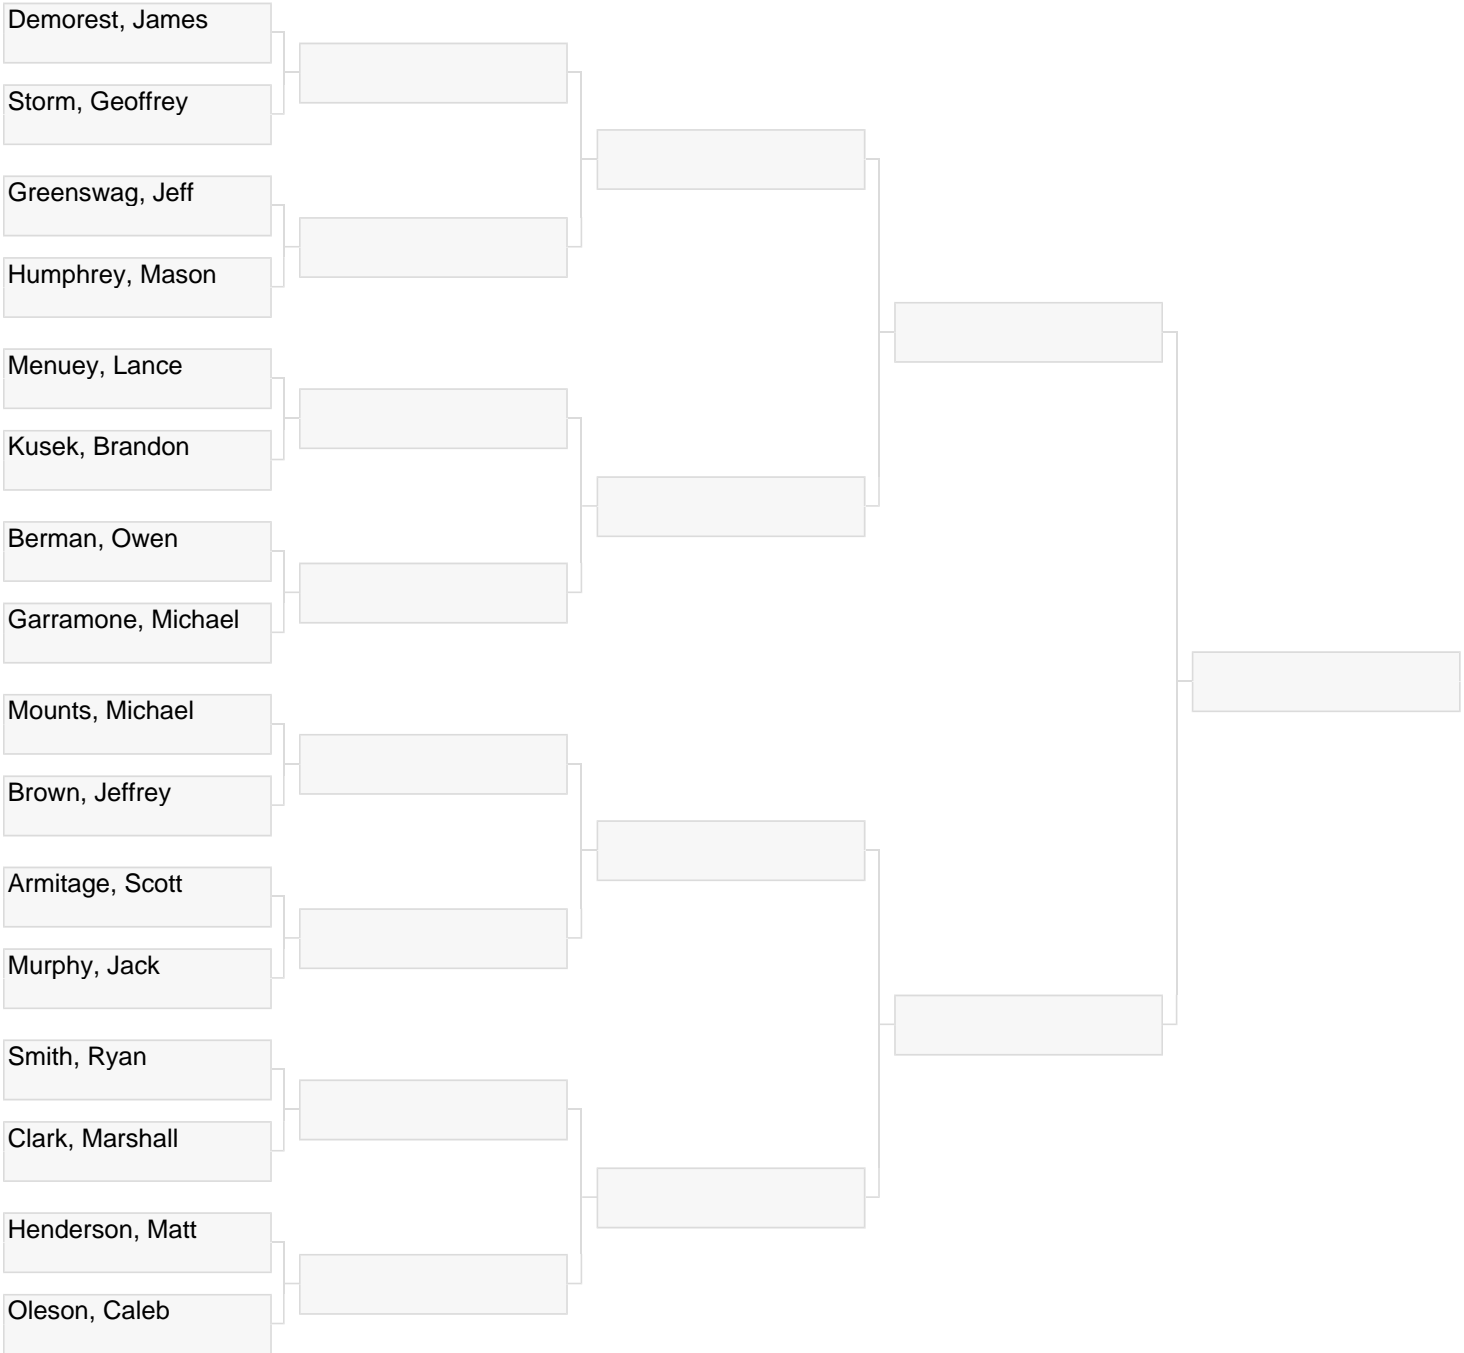 Demorest, James
Storm, Geoffrey
Greenswag, Jeff
Humphrey, Mason
Menuey, Lance
Kusek, Brandon
Berman, Owen
Garramone, Michael
Mounts, Michael
Brown, Jeffrey
Armitage, Scott
Murphy, Jack
Smith, Ryan
Clark, Marshall
Henderson, Matt
Oleson, Caleb